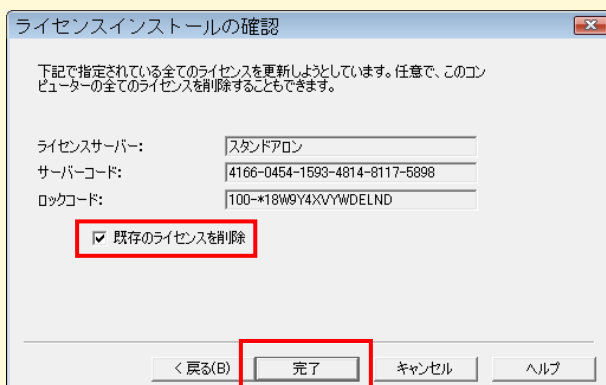 ライセンスインストールの確認
下記で指定されている全てのライセンスを更新しようとしています。任意で、このコン
ピューターの全てのライセンスを削除することもできます。
ライセンスサーバー: スタンドアロン
サーバーコード: 4166-0454-1593-4814-8117-5898
ロックコード: 100-*18W9Y4XVYWDELND
既存のライセンスを削除
< 戻る(B) 完了 キャンセル ヘルプ